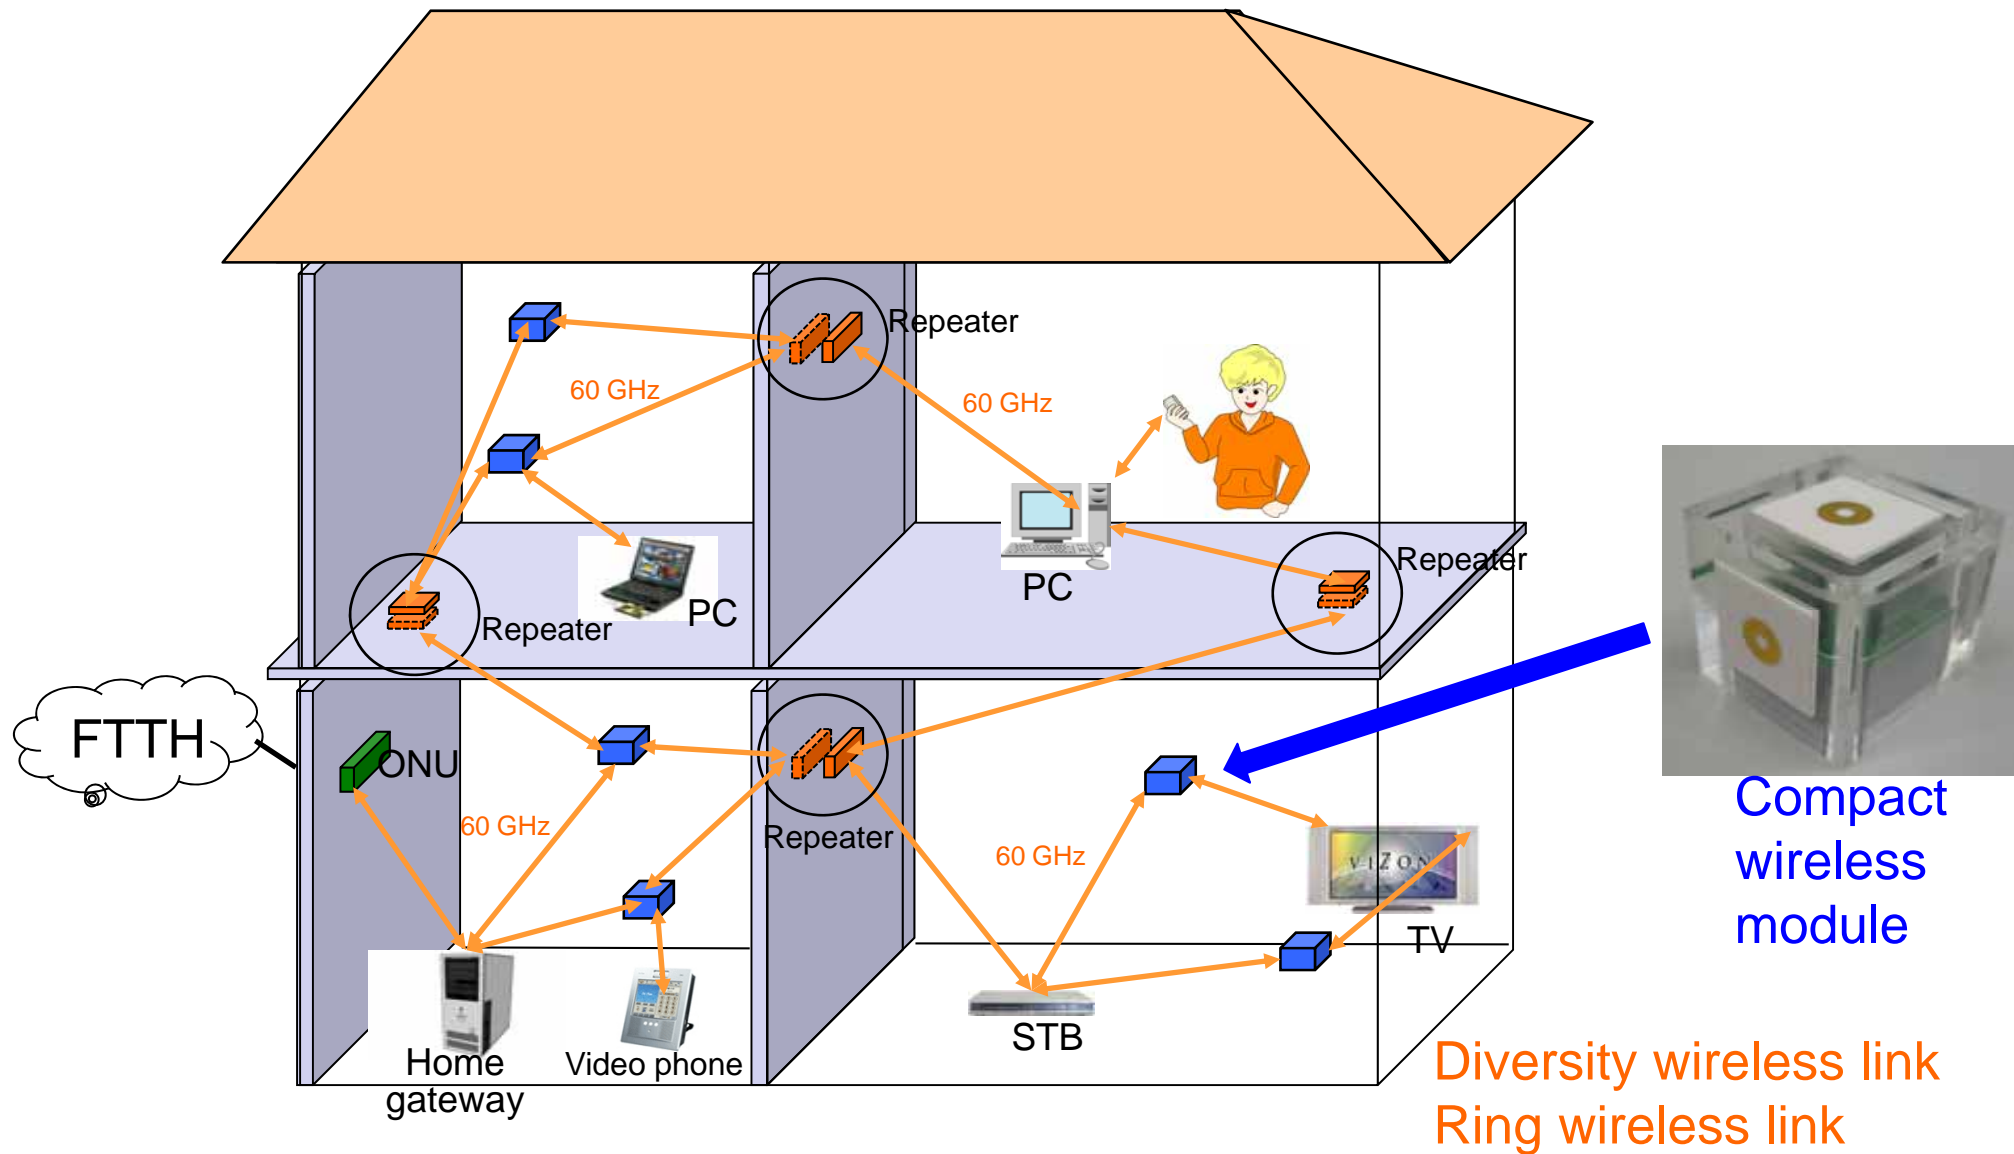 Repeater
60 GHz
60 GHz
Repeater
PC
PC
Repeater
FTTH
ONU
60 GHz
Repeater
60 GHz
V-IZON
TV
Compact
wireless
module
STB
Home
gateway
Video phone
Diversity wireless link
Ring wireless link